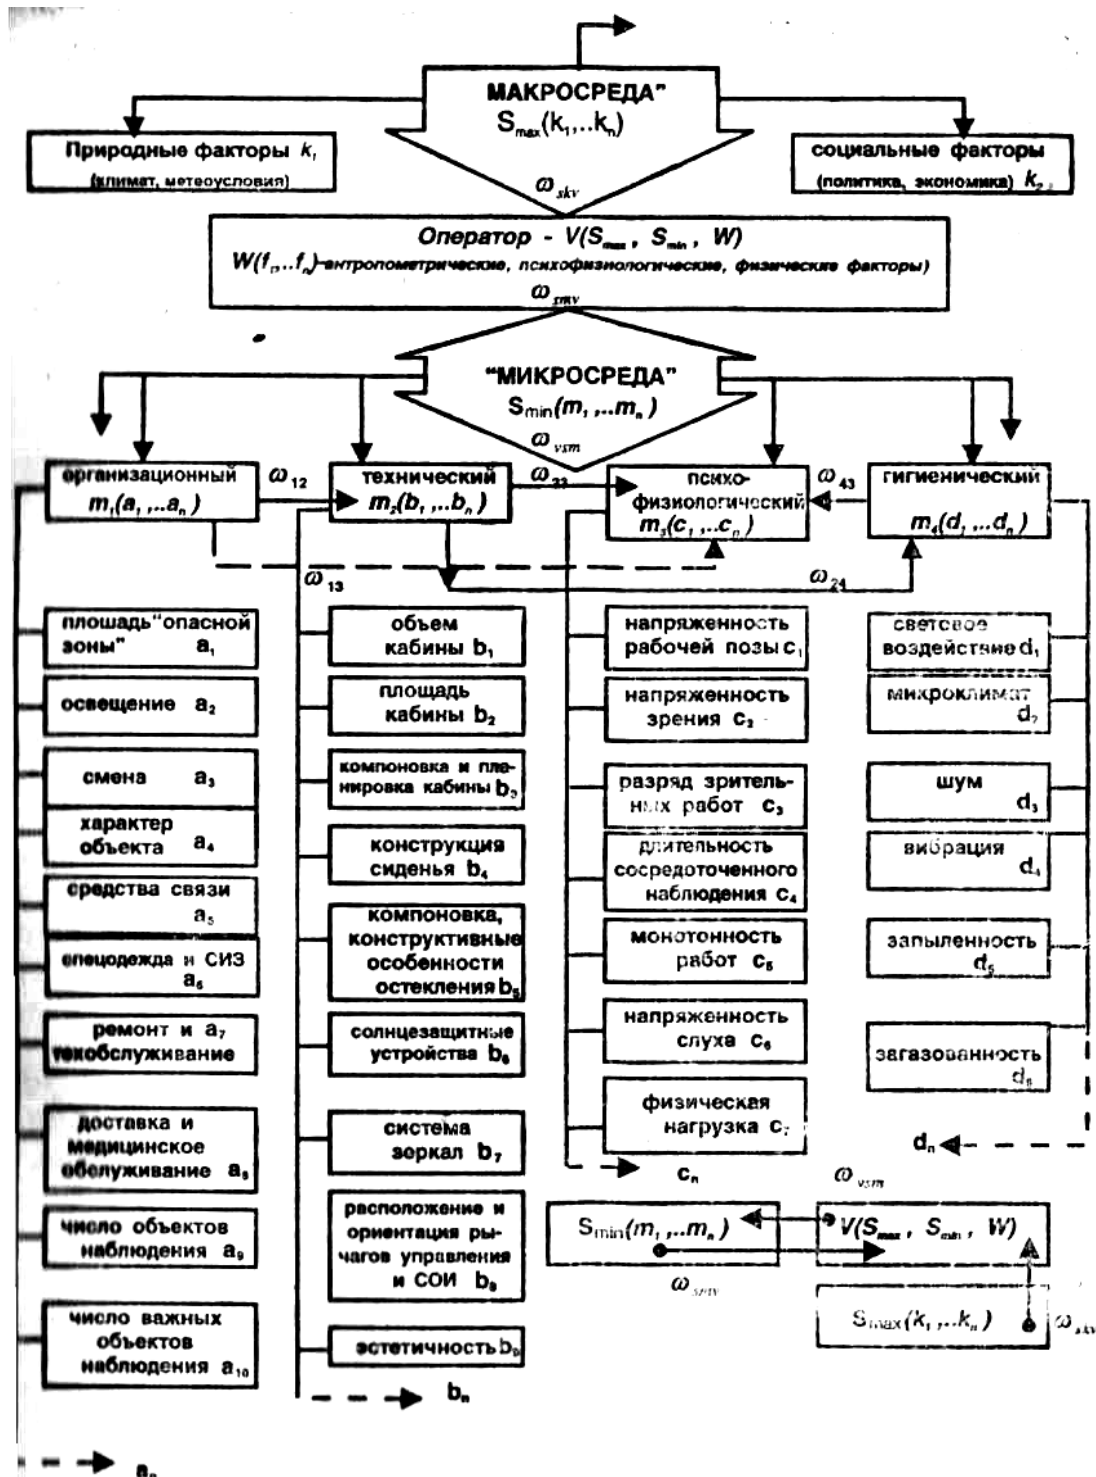 МАКРОСРЕДА"
Smax(k1,..kn)
Природные факторы k1
(климат, метеоусловия)
социальные факторы
(политика, экономика) k2
ωskv
Оператор - V(Smax, Smin, W)
W(f1,..fn)-антропометрические, психофизиологические, физические факторы)
ωsmv
"МИКРОСРЕДА"
Smin(m1,..mn)
ωvsm
организационный
m1(a1,..an)
ω12
технический
m2(b1,..bn)
ω23
психо-
физиологический
m3(c1,..cn)
ω43
гигиенический
m4(d1,..dn)
ω13
ω24
площадь "опасной
зоны" a1
освещение a2
смена a3
характер
объекта a4
средства связи
a5
спецодежда и СИЗ
a6
ремонт и a7
техобслуживание
доставка и
медицинское
обслуживание a8
число объектов
наблюдения a9
число важных
объектов
наблюдения a10
an
объем
кабины b1
площадь
кабины b2
компоновка и пла-
нировка кабины b3
конструкция
сиденья b4
компоновка,
конструктивные
особенности
остекления b5
солнцезащитные
устройства b6
система
зеркал b7
расположение и
ориентация ры-
чагов управления
и СОИ b8
эстетичность b9
bn
напряженность
рабочей позы c1
напряженность
зрения c2
разряд зритель-
ных работ c3
длительность
сосредоточенного
наблюдения c4
монотонность
работ c5
напряженность
слуха c6
физическая
нагрузка c7
cn
световое
воздействие d1
микроклимат
d2
шум
d3
вибрация
d4
запыленность
d5
загазованность
d6
dn
ωvsm
Smin(m1,..mn)
V(Smax, Smin, W)
ωsmv
Smax(k1,..kn)
ωskv